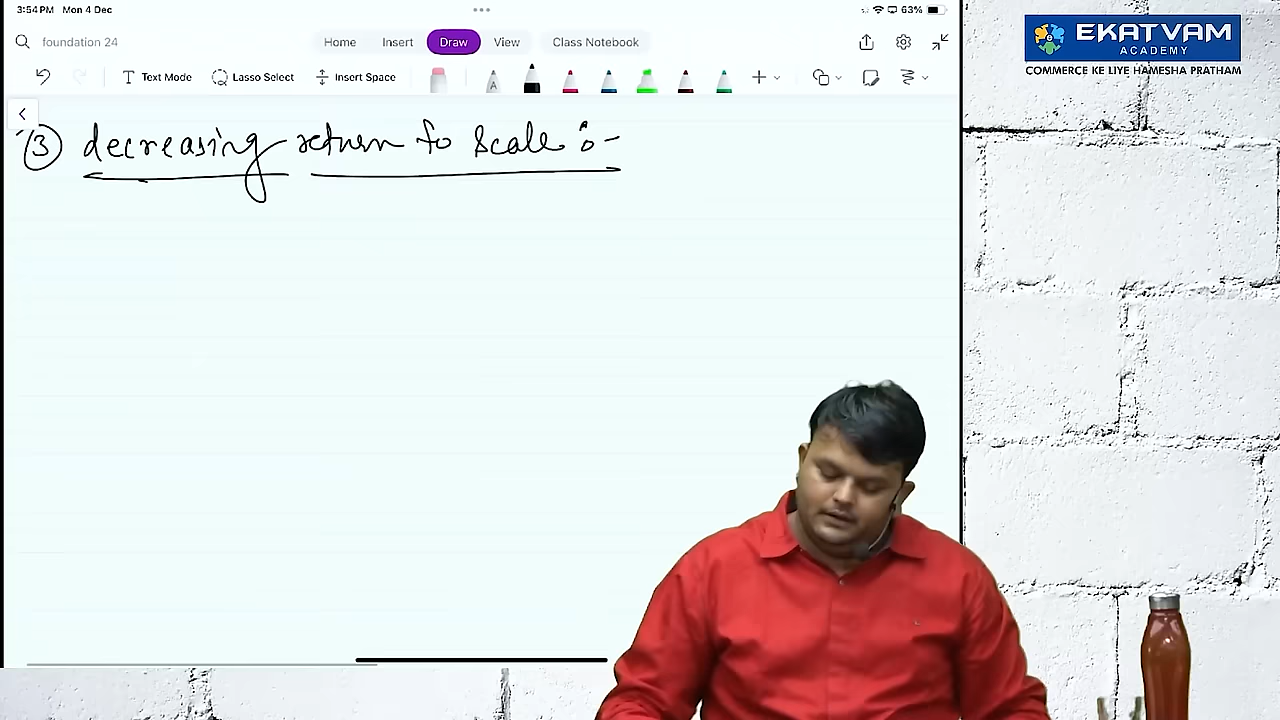 3:54 PM Mon 4 Dec
63%
foundation 24
Home Insert Draw View Class Notebook
Text Mode Lasso Select Insert Space
③ decreasing return to scale :-
EKATVAM
ACADEMY
COMMERCE KE LIYE HAMESHA PRATHAM